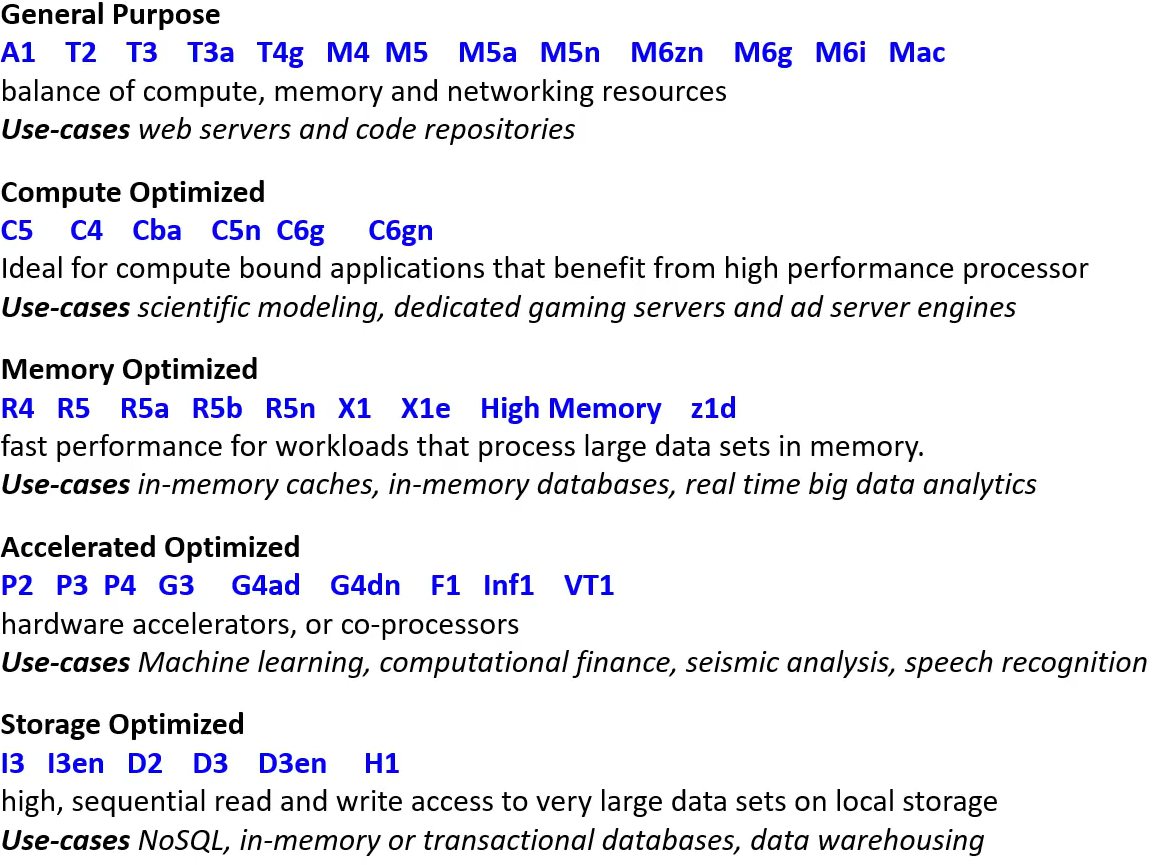 General Purpose
A1 T2 T3 T3a T4g M4 M5 M5a M5n M6zn M6g M6i Mac
balance of compute, memory and networking resources
Use-cases web servers and code repositories
Compute Optimized
C5 C4 Cba C5n C6g C6gn
Ideal for compute bound applications that benefit from high performance processor
Use-cases scientific modeling, dedicated gaming servers and ad server engines
Memory Optimized
R4 R5 R5a R5b R5n X1 X1e High Memory z1d
fast performance for workloads that process large data sets in memory.
Use-cases in-memory caches, in-memory databases, real time big data analytics
Accelerated Optimized
P2 P3 P4 G3 G4ad G4dn F1 Inf1 VT1
hardware accelerators, or co-processors
Use-cases Machine learning, computational finance, seismic analysis, speech recognition
Storage Optimized
I3 I3en D2 D3 D3en H1
high, sequential read and write access to very large data sets on local storage
Use-cases NoSQL, in-memory or transactional databases, data warehousing